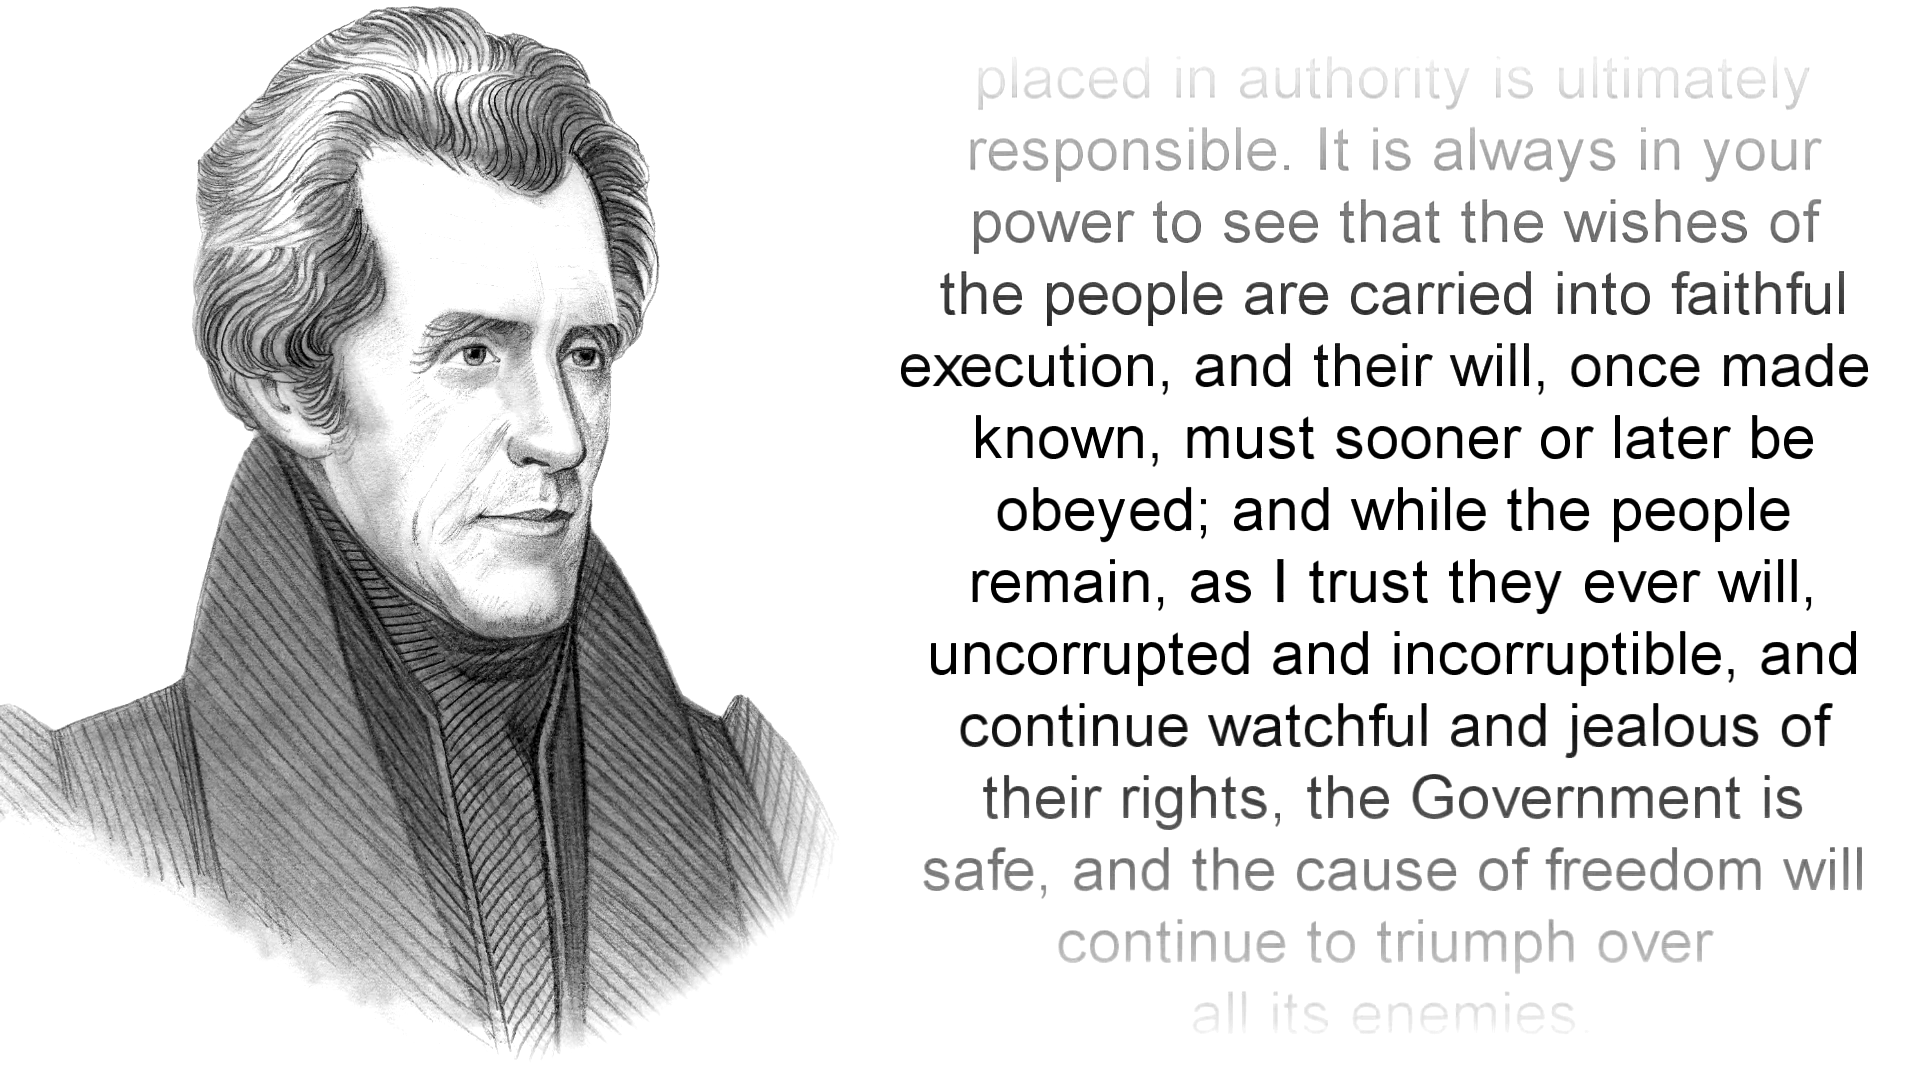 placed in authority is ultimately
responsible. It is always in your
power to see that the wishes of
the people are carried into faithful
execution, and their will, once made
known, must sooner or later be
obeyed; and while the people
remain, as I trust they ever will,
uncorrupted and incorruptible, and
continue watchful and jealous of
their rights, the Government is
safe, and the cause of freedom will
continue to triumph over
all its enemies.